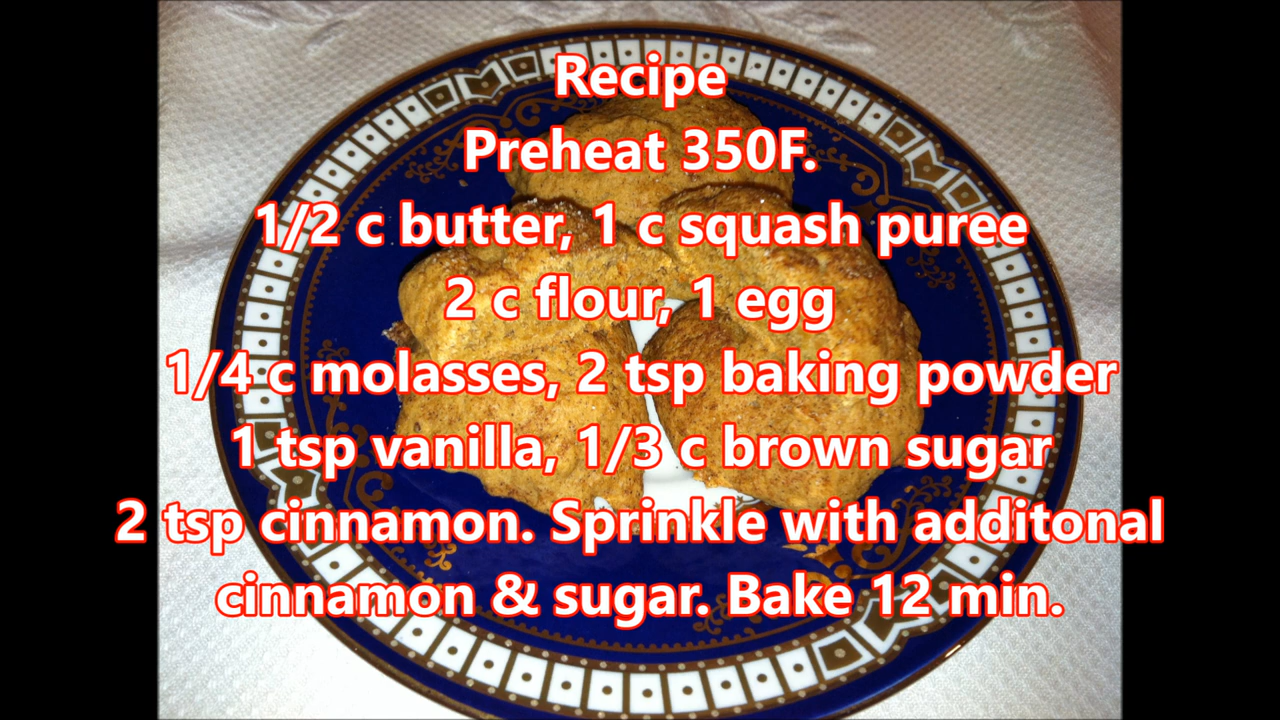 Recipe
Preheat 350F.
1/2 c butter, 1 c squash puree
2 c flour, 1 egg
1/4 c molasses, 2 tsp baking powder
1 tsp vanilla, 1/3 c brown sugar
2 tsp cinnamon. Sprinkle with additonal
cinnamon & sugar. Bake 12 min.